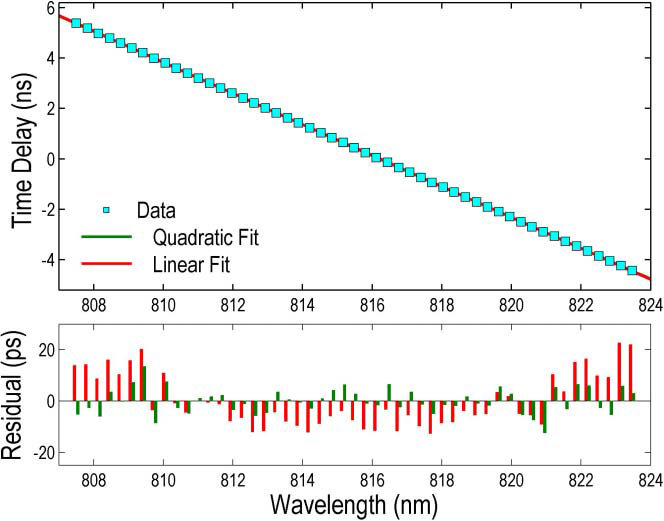 6
4
2
0
-2
-4
Time Delay (ns)
Data
Quadratic Fit
Linear Fit
808 810 812 814 816 818 820 822 824
20
0
-20
Residual (ps)
808 810 812 814 816 818 820 822 824
Wavelength (nm)